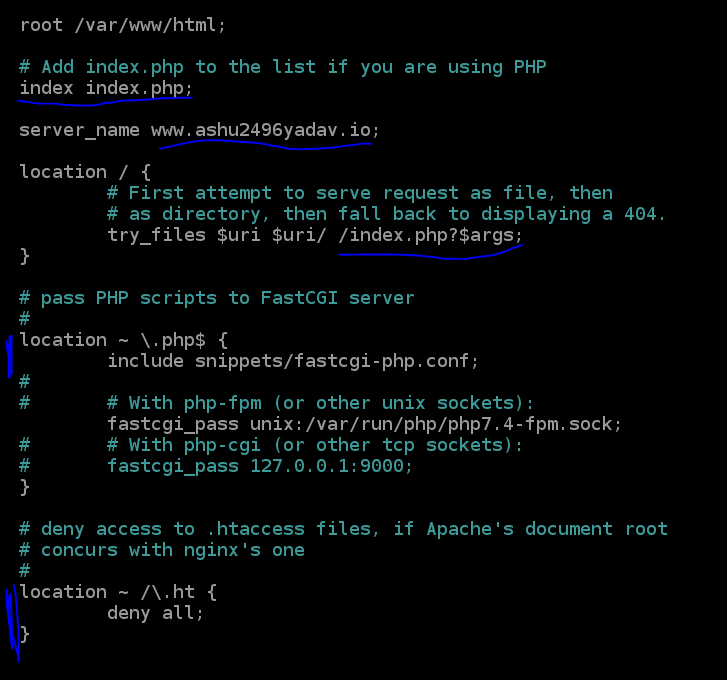 root /var/www/html;
# Add index.php to the list if you are using PHP
index index.php;
server_name www.ashu2496yadav.io;
location / {
# First attempt to serve request as file, then
# as directory, then fall back to displaying a 404.
try_files $uri $uri/ /index.php?$args;
}
# pass PHP scripts to FastCGI server
#
location ~ \.php$ {
include snippets/fastcgi-php.conf;
#
# # With php-fpm (or other unix sockets):
fastcgi_pass unix:/var/run/php/php7.4-fpm.sock;
# # With php-cgi (or other tcp sockets):
# fastcgi_pass 127.0.0.1:9000;
}
# deny access to .htaccess files, if Apache's document root
# concurs with nginx's one
#
location ~ /\.ht {
deny all;
}